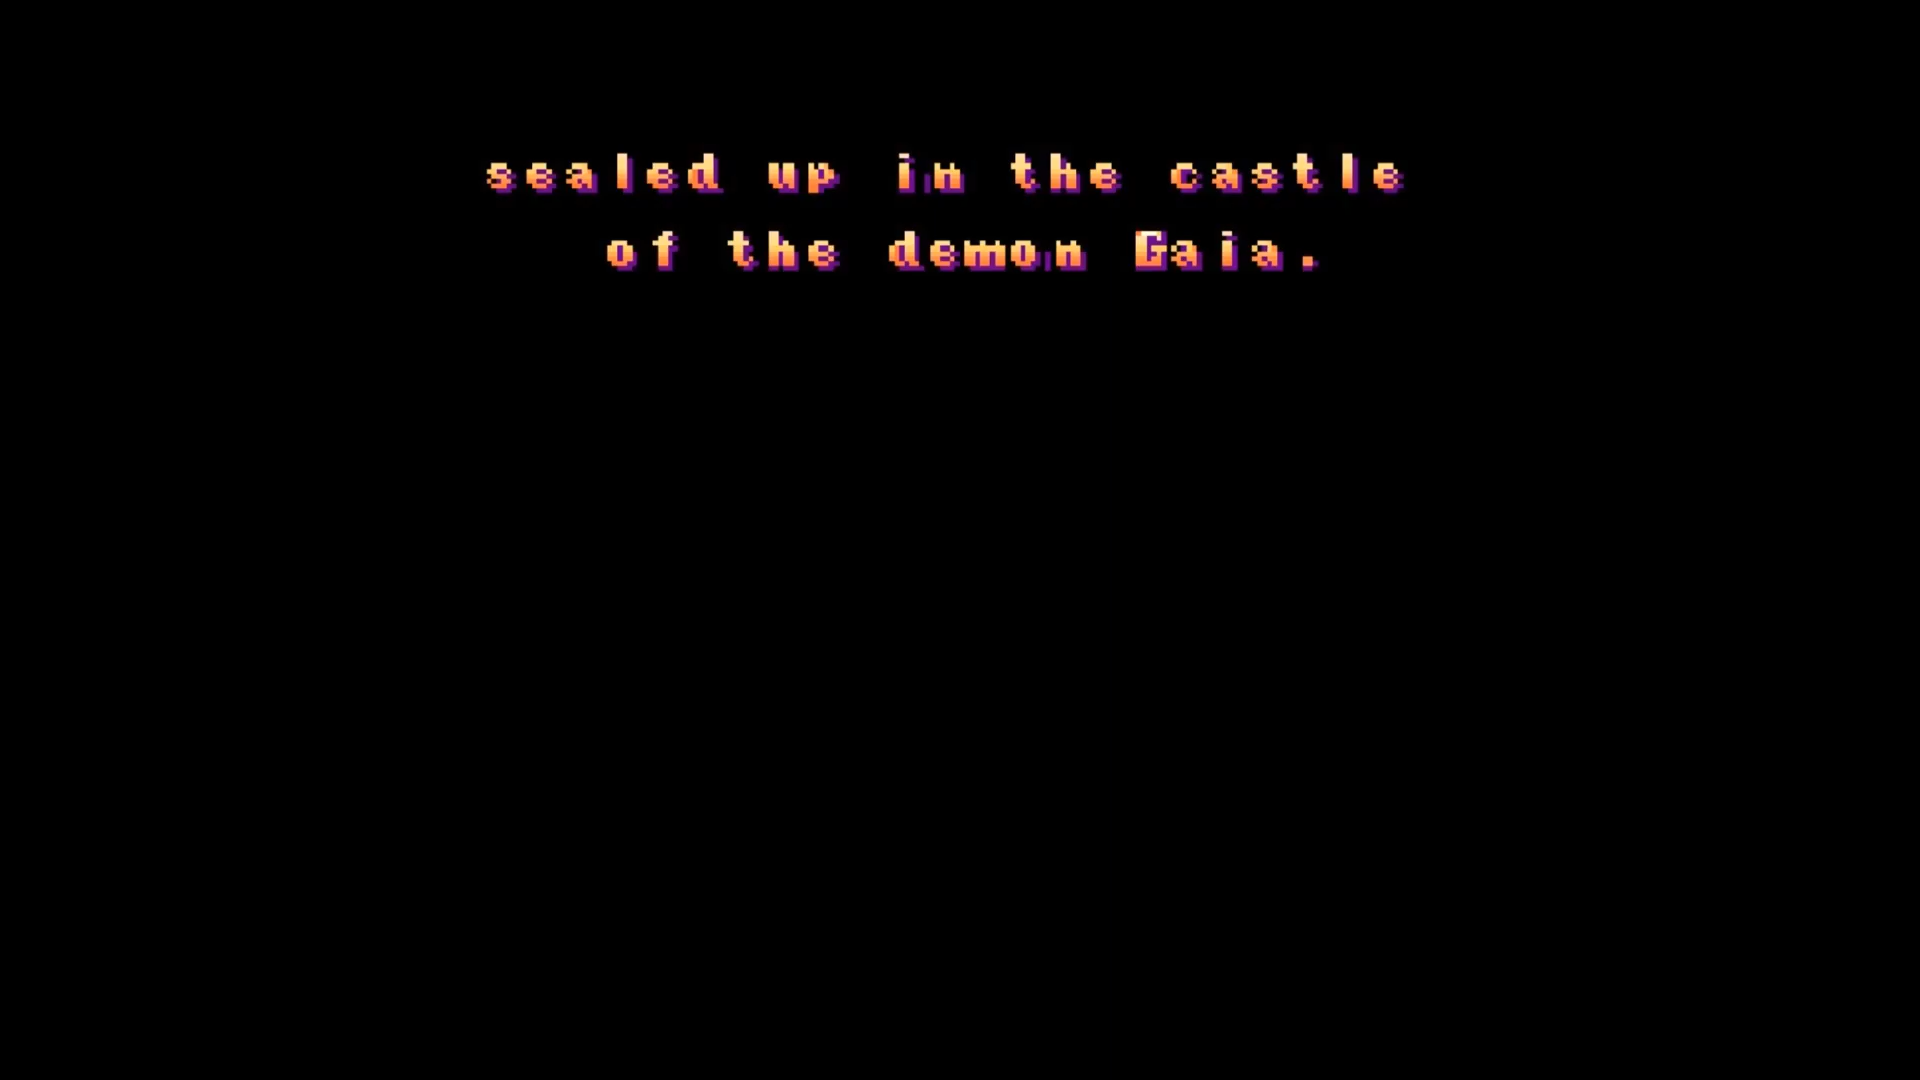 sealed up in the castle
of the demon Gaia.